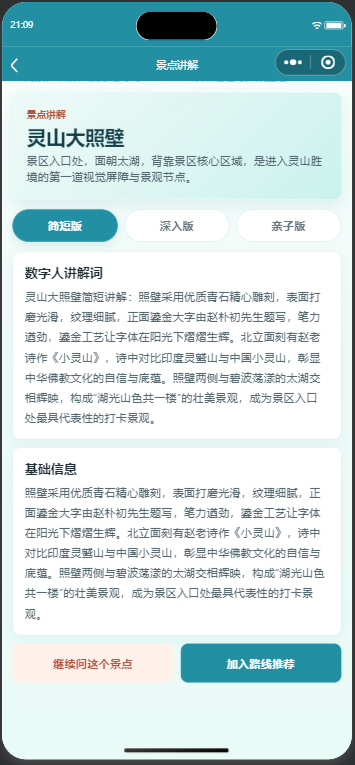 21:09
景点讲解
景点讲解
灵山大照壁
景区入口处，面朝太湖，背靠景区核心区域，是进入灵山胜
境的第一道视觉屏障与景观节点。
简短版
深入版
亲子版
数字人讲解词
灵山大照壁简短讲解：照壁采用优质青石精心雕刻，表面打
磨光滑，纹理细腻，正面鎏金大字由赵朴初先生题写，笔力
遒劲，鎏金工艺让字体在阳光下熠熠生辉。北立面刻有赵老
诗作《小灵山》，诗中对比印度灵鹫山与中国小灵山，彰显
中华佛教文化的自信与底蕴。照壁两侧与碧波荡漾的太湖交
相辉映，构成“湖光山色共一楼”的壮美景观，成为景区入口
处最具代表性的打卡景观。
基础信息
照壁采用优质青石精心雕刻，表面打磨光滑，纹理细腻，正
面鎏金大字由赵朴初先生题写，笔力遒劲，鎏金工艺让字体
在阳光下熠熠生辉。北立面刻有赵老诗作《小灵山》，诗中
对比印度灵鹫山与中国小灵山，彰显中华佛教文化的自信与
底蕴。照壁两侧与碧波荡漾的太湖交相辉映，构成“湖光山色
共一楼”的壮美景观，成为景区入口处最具代表性的打卡景
观。
继续问这个景点
加入路线推荐